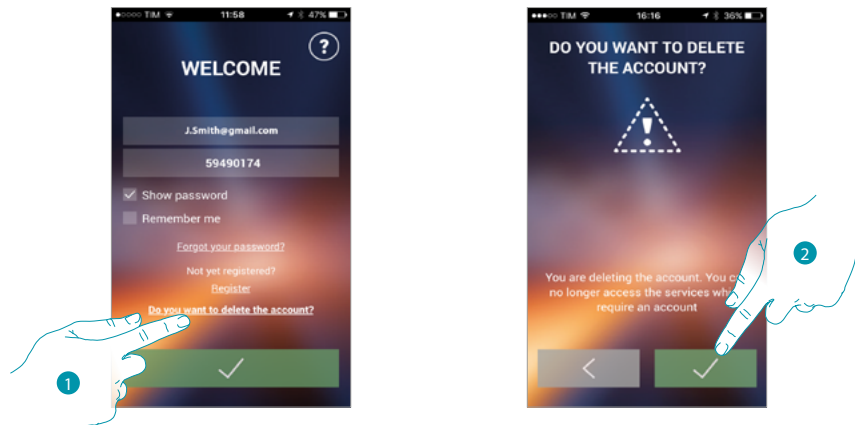 TIM 11:58 47%
?
WELCOME
J.Smith@gmail.com
59490174
Show password
Remember me
Forgot your password?
Not yet registered?
Register
Do you want to delete the account?
1
TIM 16:16 36%
DO YOU WANT TO DELETE
THE ACCOUNT?
!
You are deleting the account. You
no longer access the services
require an account
2